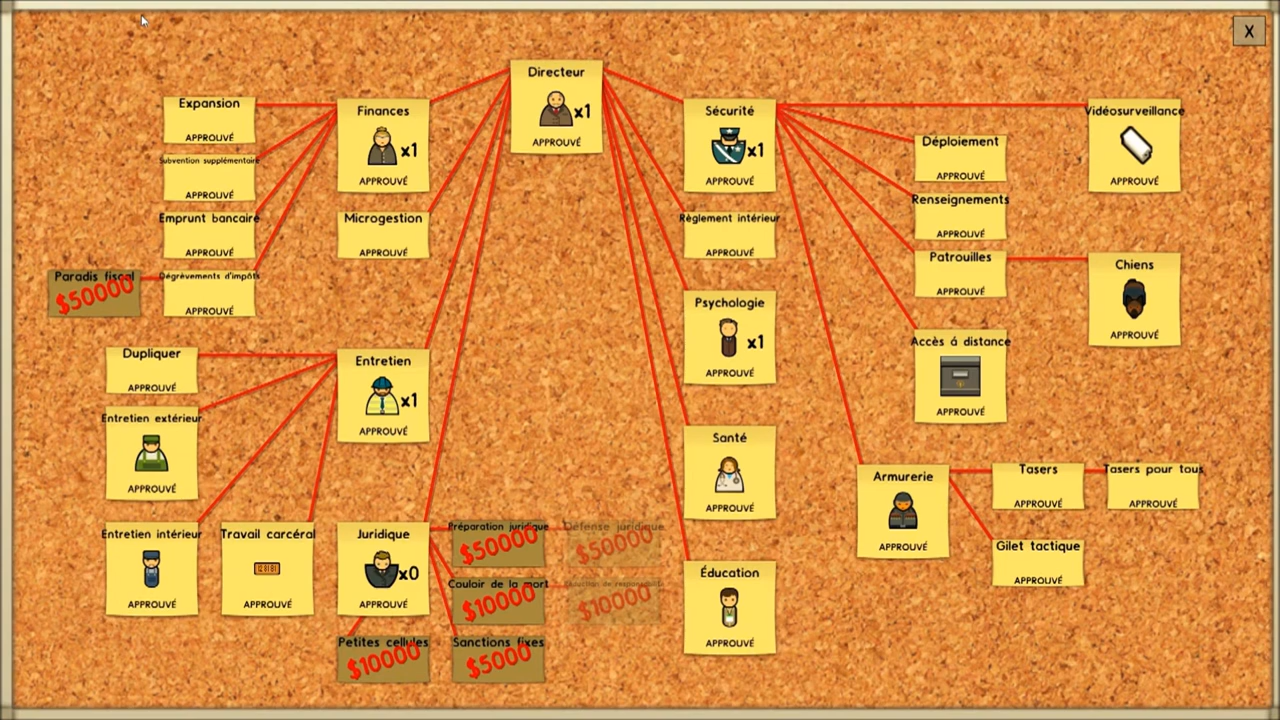 X
Directeur
x1
APPROUVÉ
Expansion
APPROUVÉ
Subvention supplémentaire
Emprunt bancaire
APPROUVÉ
Dégrèvements d'impôts
APPROUVÉ
Paradis fiscal
$50000
Finances
x1
APPROUVÉ
Microgestion
APPROUVÉ
Dupliquer
APPROUVÉ
Entretien extérieur
APPROUVÉ
Entretien
x1
APPROUVÉ
Entretien intérieur
APPROUVÉ
Travail carcéral
APPROUVÉ
Juridique
x0
APPROUVÉ
Préparation juridique
$50000
Défense juridique
$50000
Couloir de la mort
$10000
Réduction de responsabilité
$10000
Petites cellules
$10000
Sanctions fixes
$5000
Sécurité
x1
APPROUVÉ
Règlement intérieur
APPROUVÉ
Psychologie
x1
APPROUVÉ
Santé
APPROUVÉ
Éducation
APPROUVÉ
Déploiement
APPROUVÉ
Renseignements
APPROUVÉ
Patrouilles
APPROUVÉ
Accès á distance
APPROUVÉ
Vidéosurveillance
APPROUVÉ
Chiens
APPROUVÉ
Armurerie
APPROUVÉ
Tasers
APPROUVÉ
Tasers pour tous
APPROUVÉ
Gilet tactique
APPROUVÉ